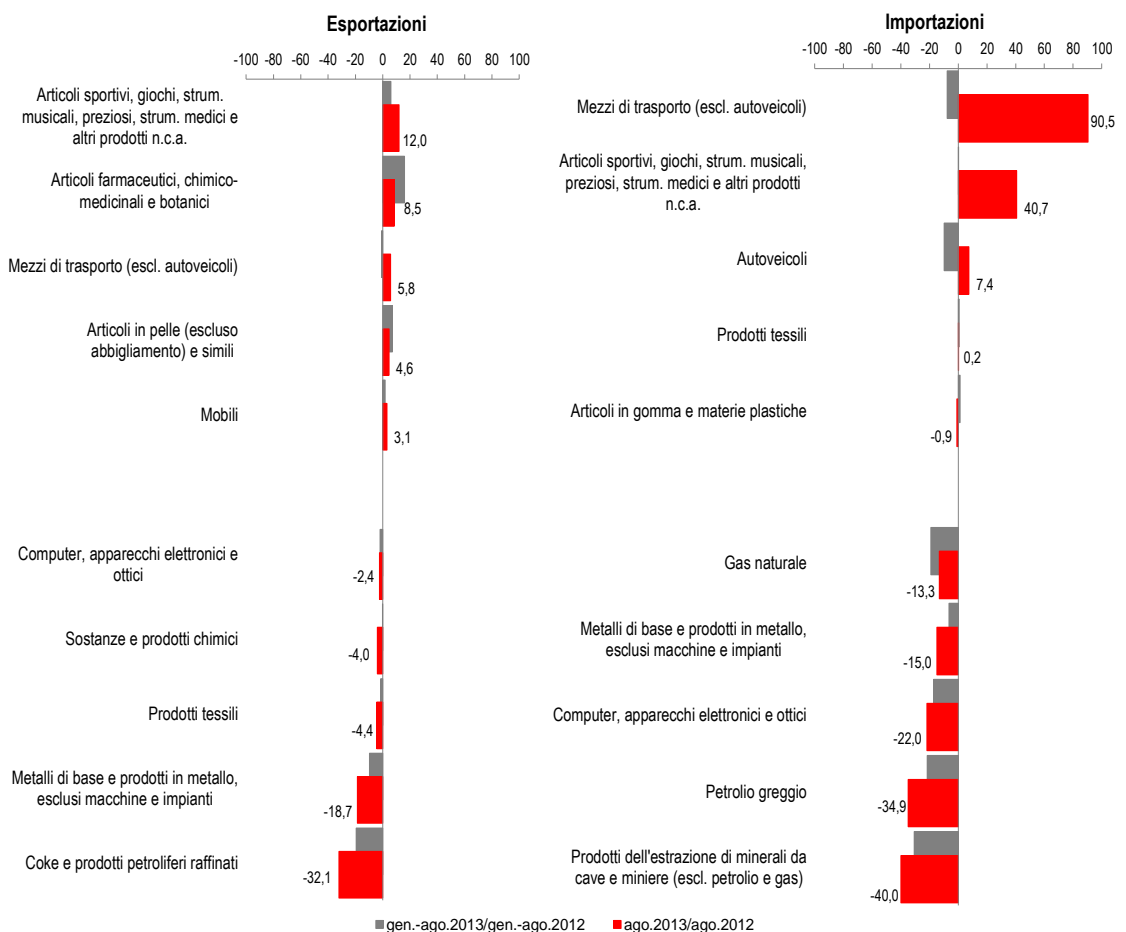 Esportazioni
-100 -80 -60 -40 -20 0 20 40 60 80 100
Articoli sportivi, giochi, strum.
musicali, preziosi, strum. medici e
altri prodotti n.c.a.
12,0
Articoli farmaceutici, chimico-
medicinali e botanici
8,5
Mezzi di trasporto (escl. autoveicoli)
5,8
Articoli in pelle (escluso
abbigliamento) e simili
4,6
Mobili
3,1
Computer, apparecchi elettronici e
ottici
-2,4
Sostanze e prodotti chimici
-4,0
Prodotti tessili
-4,4
Metalli di base e prodotti in metallo,
esclusi macchine e impianti
-18,7
Coke e prodotti petroliferi raffinati
-32,1
Importazioni
-100 -80 -60 -40 -20 0 20 40 60 80 100
Mezzi di trasporto (escl. autoveicoli)
90,5
Articoli sportivi, giochi, strum. musicali,
preziosi, strum. medici e altri prodotti
n.c.a.
40,7
Autoveicoli
7,4
Prodotti tessili
0,2
Articoli in gomma e materie plastiche
-0,9
Gas naturale
-13,3
Metalli di base e prodotti in metallo,
esclusi macchine e impianti
-15,0
Computer, apparecchi elettronici e ottici
-22,0
Petrolio greggio
-34,9
Prodotti dell'estrazione di minerali da
cave e miniere (escl. petrolio e gas)
-40,0
gen.-ago.2013/gen.-ago.2012 ago.2013/ago.2012